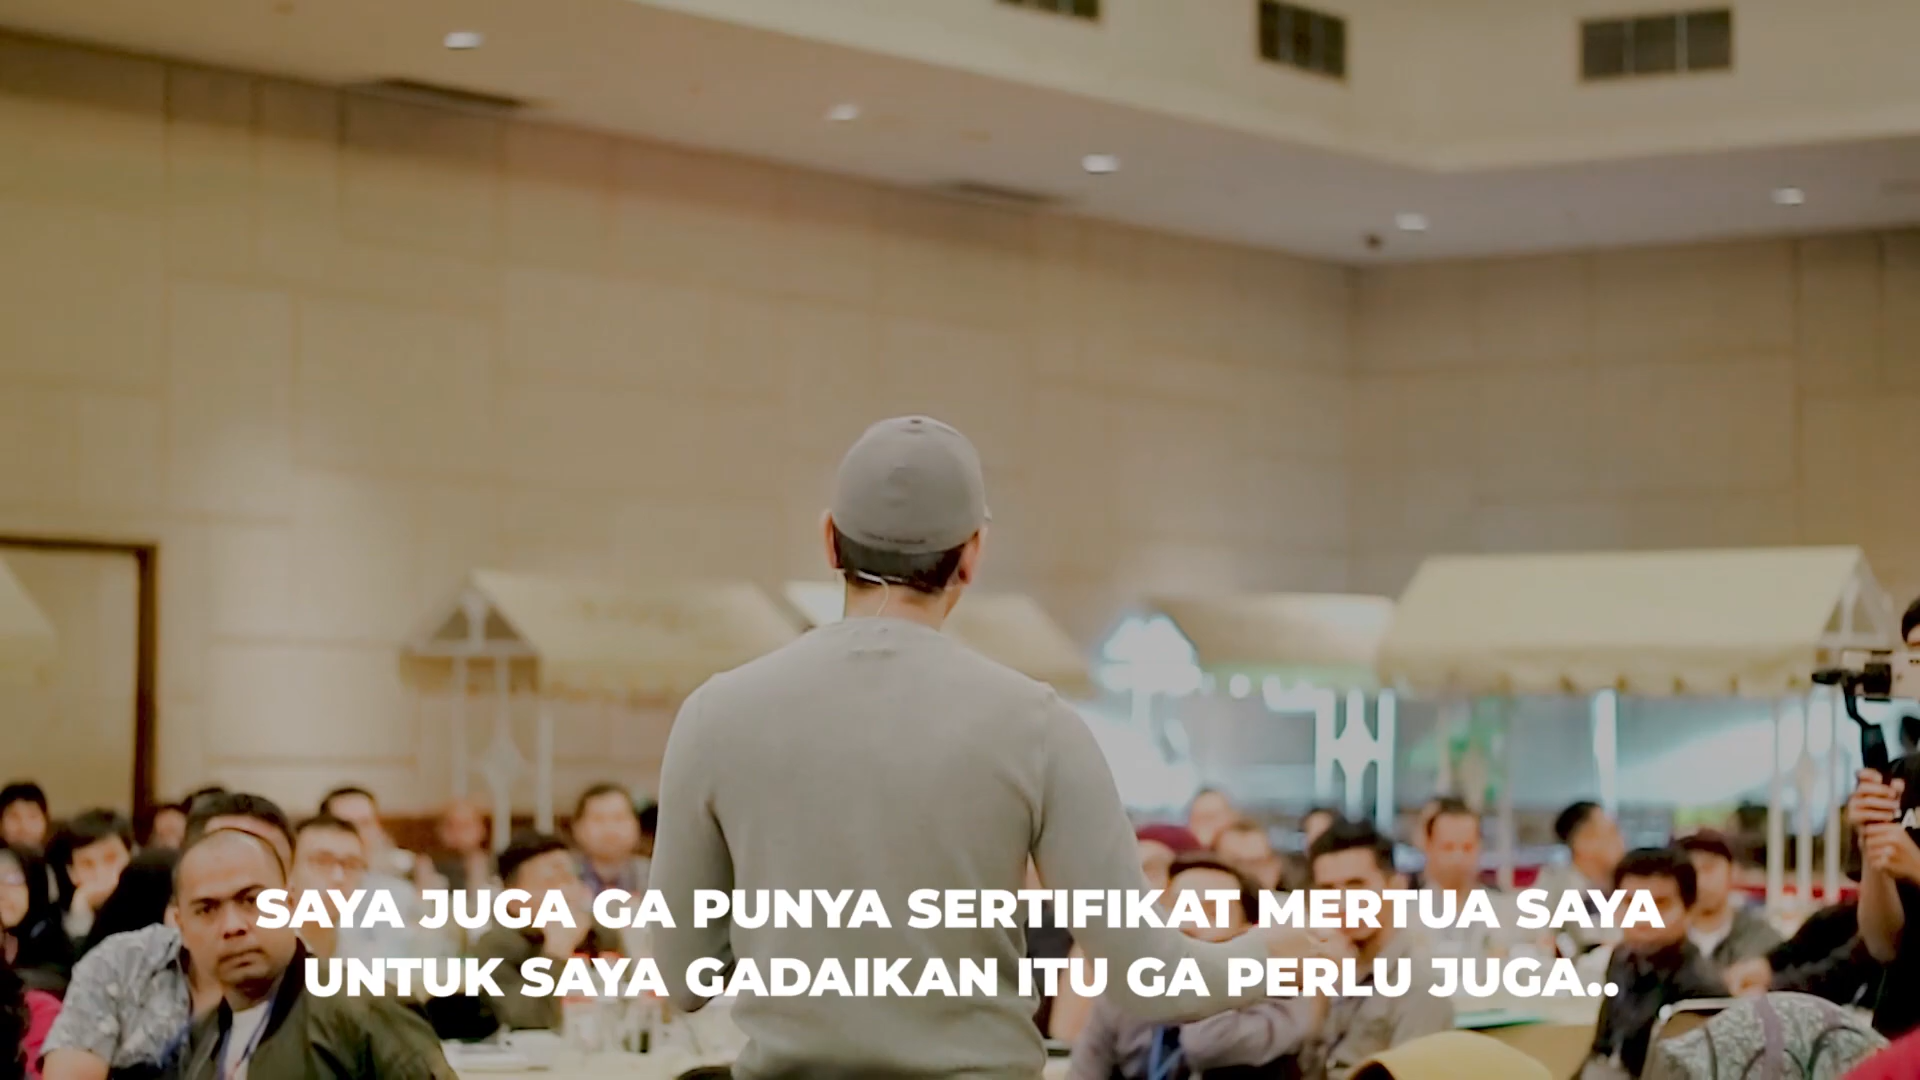 SAYA JUGA GA PUNYA SERTIFIKAT MERTUA SAYA
UNTUK SAYA GADAIKAN ITU GA PERLU JUGA..